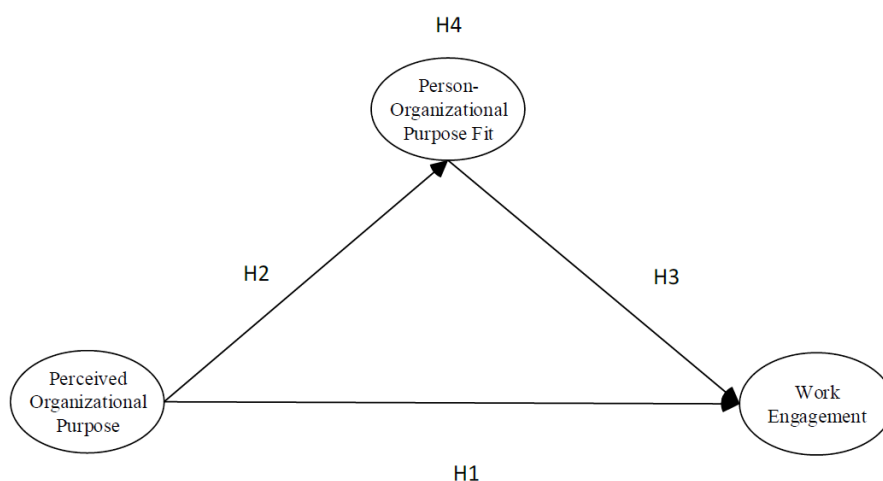 H4
Person-
Organizational
Purpose Fit
H2
H3
Perceived
Organizational
Purpose
Work
Engagement
H1